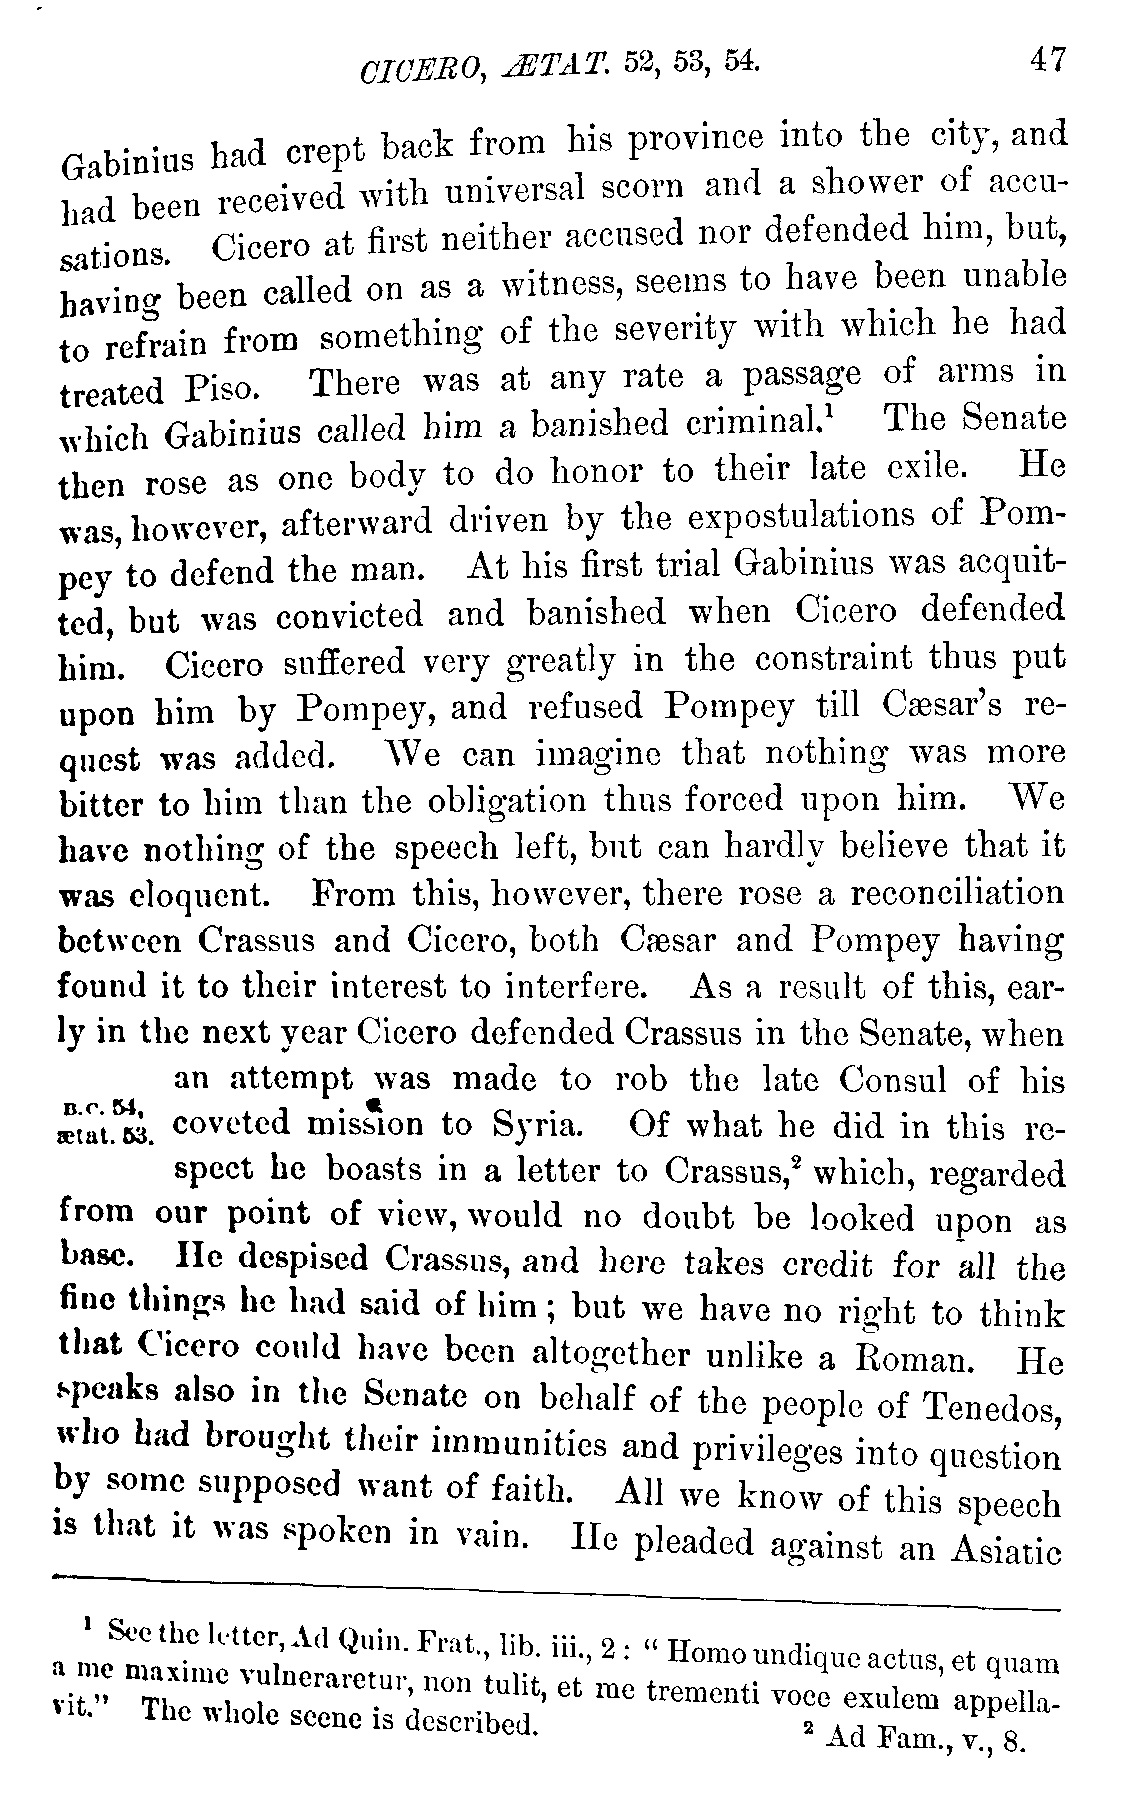 CICERO, ÆTAT. 52, 53, 54. 47
Gabinius had crept back from his province into the city, and
had been received with universal scorn and a shower of accu-
sations. Cicero at first neither accused nor defended him, but,
having been called on as a witness, seems to have been unable
to refrain from something of the severity with which he had
treated Piso. There was at any rate a passage of arms in
which Gabinius called him a banished criminal.¹ The Senate
then rose as one body to do honor to their late exile. He
was, however, afterward driven by the expostulations of Pom-
pey to defend the man. At his first trial Gabinius was acquit-
ted, but was convicted and banished when Cicero defended
him. Cicero suffered very greatly in the constraint thus put
upon him by Pompey, and refused Pompey till Cæsar's re-
quest was added. We can imagine that nothing was more
bitter to him than the obligation thus forced upon him. We
have nothing of the speech left, but can hardly believe that it
was eloquent. From this, however, there rose a reconciliation
between Crassus and Cicero, both Cæsar and Pompey having
found it to their interest to interfere. As a result of this, ear-
ly in the next year Cicero defended Crassus in the Senate, when
an attempt was made to rob the late Consul of his
B.C. 54,
ætat. 53.
coveted mission to Syria. Of what he did in this re-
spect he boasts in a letter to Crassus,² which, regarded
from our point of view, would no doubt be looked upon as
base. He despised Crassus, and here takes credit for all the
fine things he had said of him; but we have no right to think
that Cicero could have been altogether unlike a Roman. He
speaks also in the Senate on behalf of the people of Tenedos,
who had brought their immunities and privileges into question
by some supposed want of faith. All we know of this speech
is that it was spoken in vain. He pleaded against an Asiatic
¹ See the letter, Ad Quin. Frat., lib. iii., 2: "Homo undique actus, et quam
a me maxime vulneraretur, non tulit, et me trementi voce exulem appella-
vit." The whole scene is described. ² Ad Fam., v., 8.